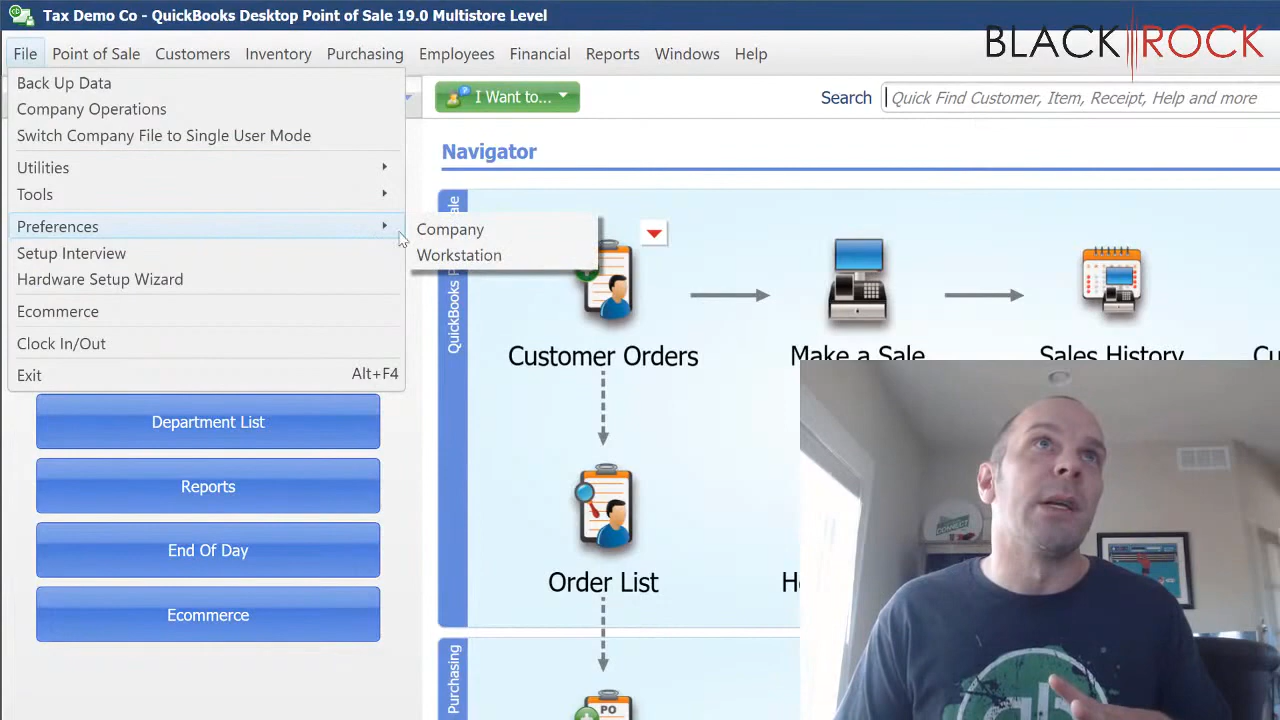 Tax Demo Co - QuickBooks Desktop Point of Sale 19.0 Multistore Level
File Point of Sale Customers Inventory Purchasing Employees Financial Reports Windows Help
BLACK ROCK
Back Up Data
Company Operations
Switch Company File to Single User Mode
Utilities
Tools
Preferences
Setup Interview
Hardware Setup Wizard
Ecommerce
Clock In/Out
Exit Alt+F4
Company
Workstation
I Want to...
Search Quick Find Customer, Item, Receipt, Help and more
Navigator
QuickBooks
Customer Orders
Make a Sale
Sales History
Order List
Purchasing
PO
Department List
Reports
End Of Day
Ecommerce
CONNECT